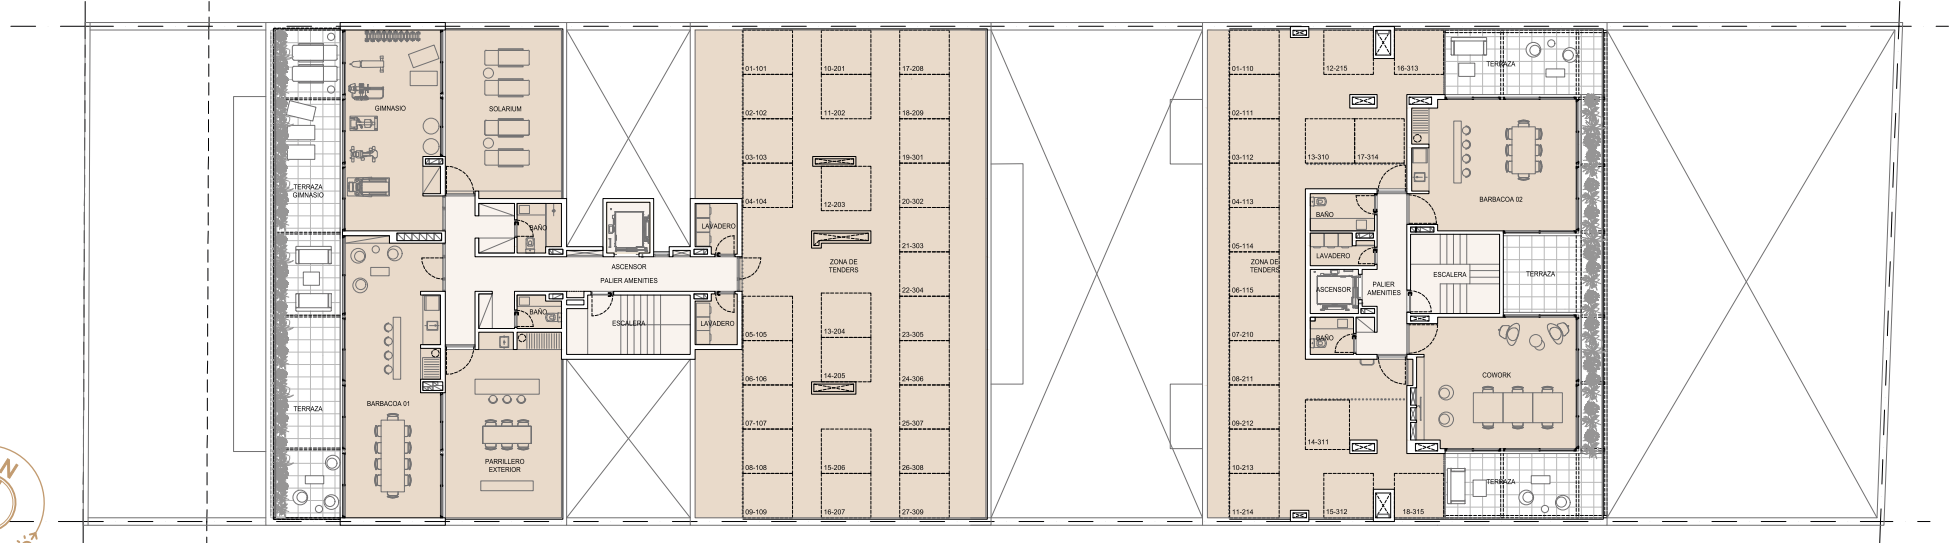 GIMNASIO
SOLARIUM
TERRAZA
GIMNASIO
BAÑO
LAVADERO
ASCENSOR
PALIER AMENITIES
BAÑO
ESCALERA
LAVADERO
TERRAZA
BARBACOA 01
PARRILLERO
EXTERIOR
N
01-101
02-102
03-103
04-104
05-105
06-106
07-107
08-108
09-109
10-201
11-202
12-203
ZONA DE
TENDERS
13-204
14-205
15-206
16-207
17-208
18-209
19-301
20-302
21-303
22-304
23-305
24-306
25-307
26-308
27-309
01-110
02-111
03-112
04-113
05-114
ZONA DE
TENDERS
06-115
07-210
08-211
09-212
10-213
11-214
12-215
16-313
13-310
17-314
BAÑO
LAVADERO
ASCENSOR
PALIER
AMENITIES
ESCALERA
BAÑO
14-311
15-312
18-315
TERRAZA
BARBACOA 02
TERRAZA
COWORK
TERRAZA